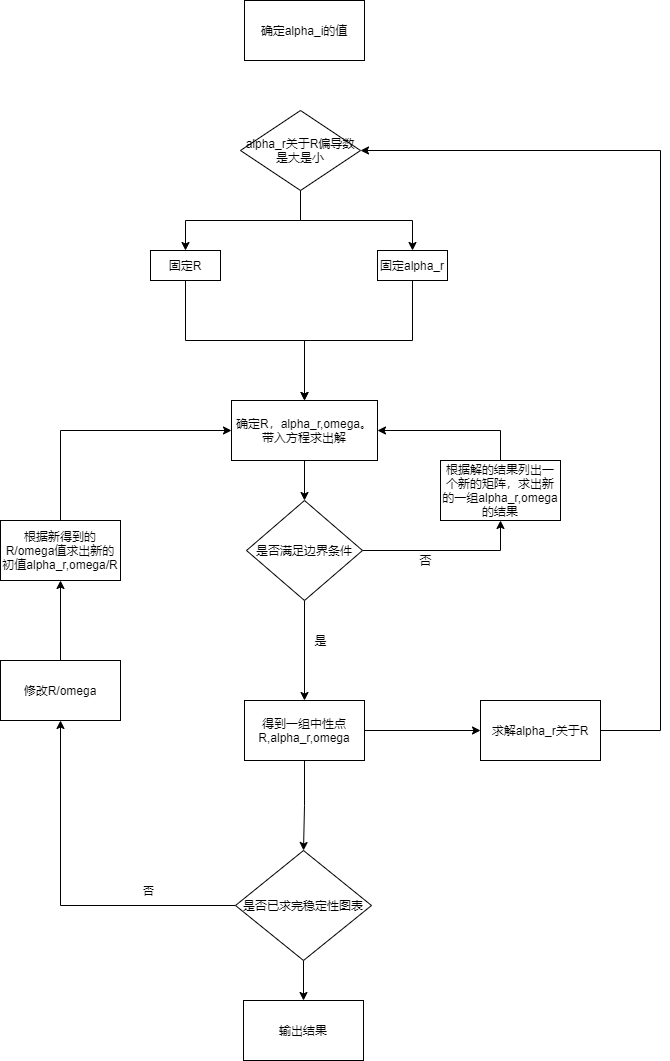 确定alpha_i的值
alpha_r关于R偏导数
是大是小
固定R
固定alpha_r
确定R，alpha_r,omega。
带入方程求出解
根据解的结果列出一
个新的矩阵，求出新
的一组alpha_r,omega
的结果
根据新得到的
R/omega值求出新的
初值alpha_r,omega/R
是否满足边界条件
否
是
修改R/omega
得到一组中性点
R,alpha_r,omega
求解alpha_r关于R
否
是否已求完稳定性图表
输出结果